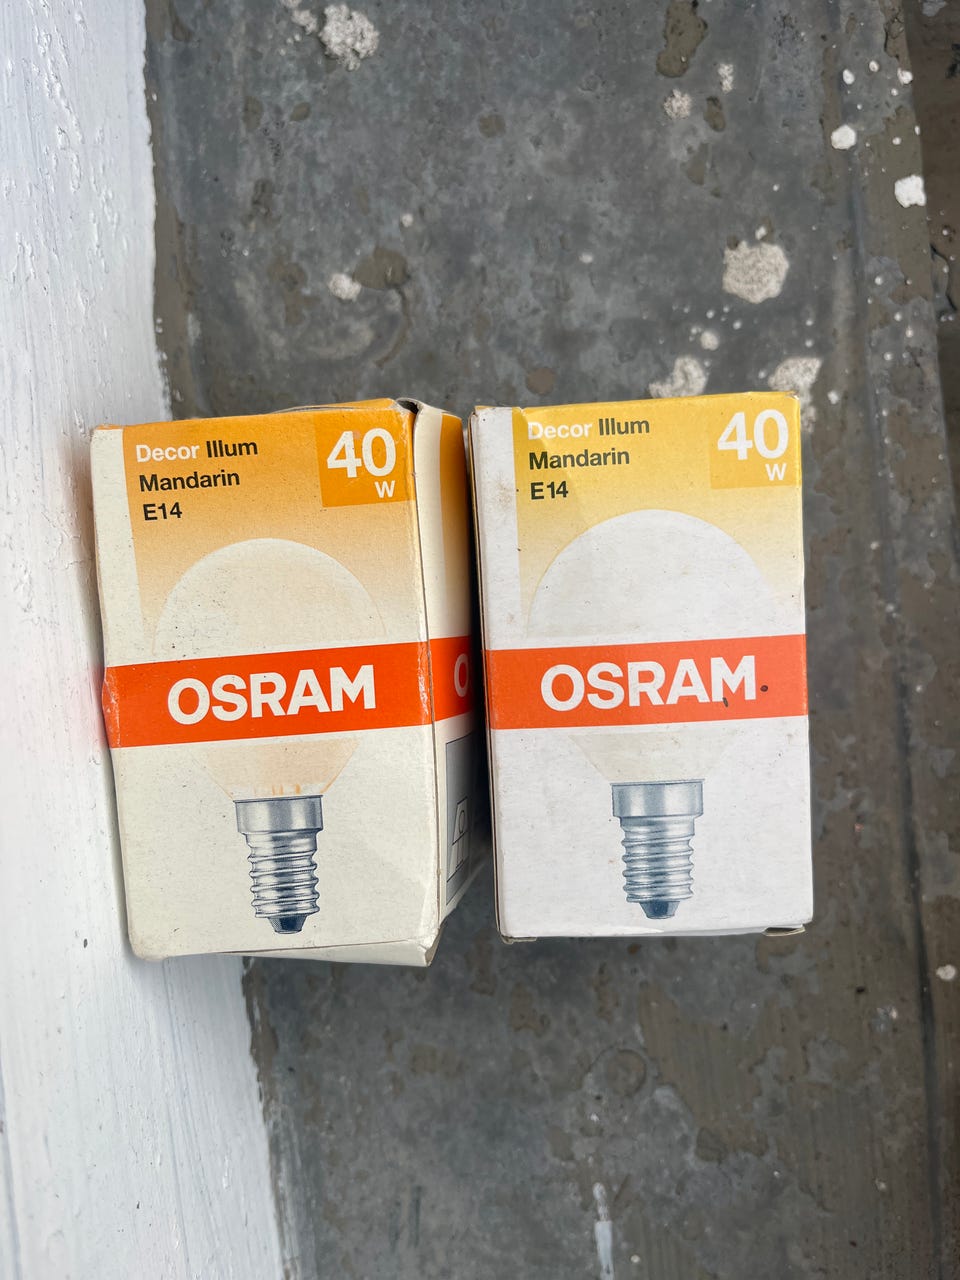 Decor Illum
Mandarin
E14
40
W
OSRAM
O
Decor Illum
Mandarin
E14
40
W
OSRAM